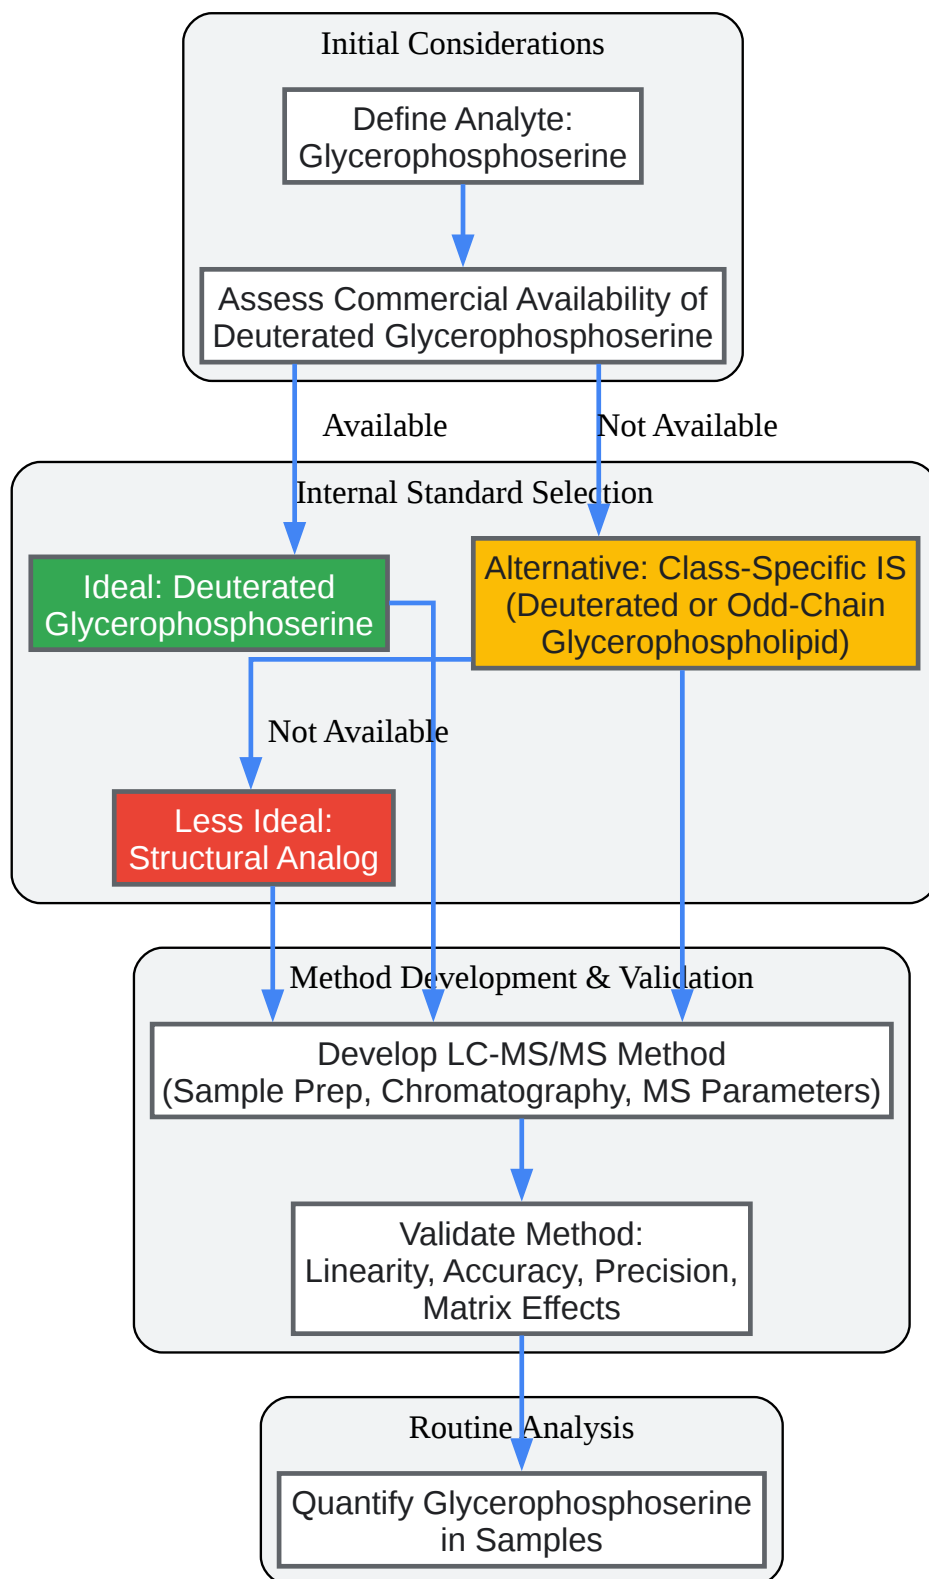 Initial Considerations
Define Analyte:
Glycerophosphoserine
Assess Commercial Availability of
Deuterated Glycerophosphoserine
Available
Not Available
Internal Standard Selection
Ideal: Deuterated
Glycerophosphoserine
Alternative: Class-Specific IS
(Deuterated or Odd-Chain
Glycerophospholipid)
Not Available
Less Ideal:
Structural Analog
Method Development & Validation
Develop LC-MS/MS Method
(Sample Prep, Chromatography, MS Parameters)
Validate Method:
Linearity, Accuracy, Precision,
Matrix Effects
Routine Analysis
Quantify Glycerophosphoserine
in Samples